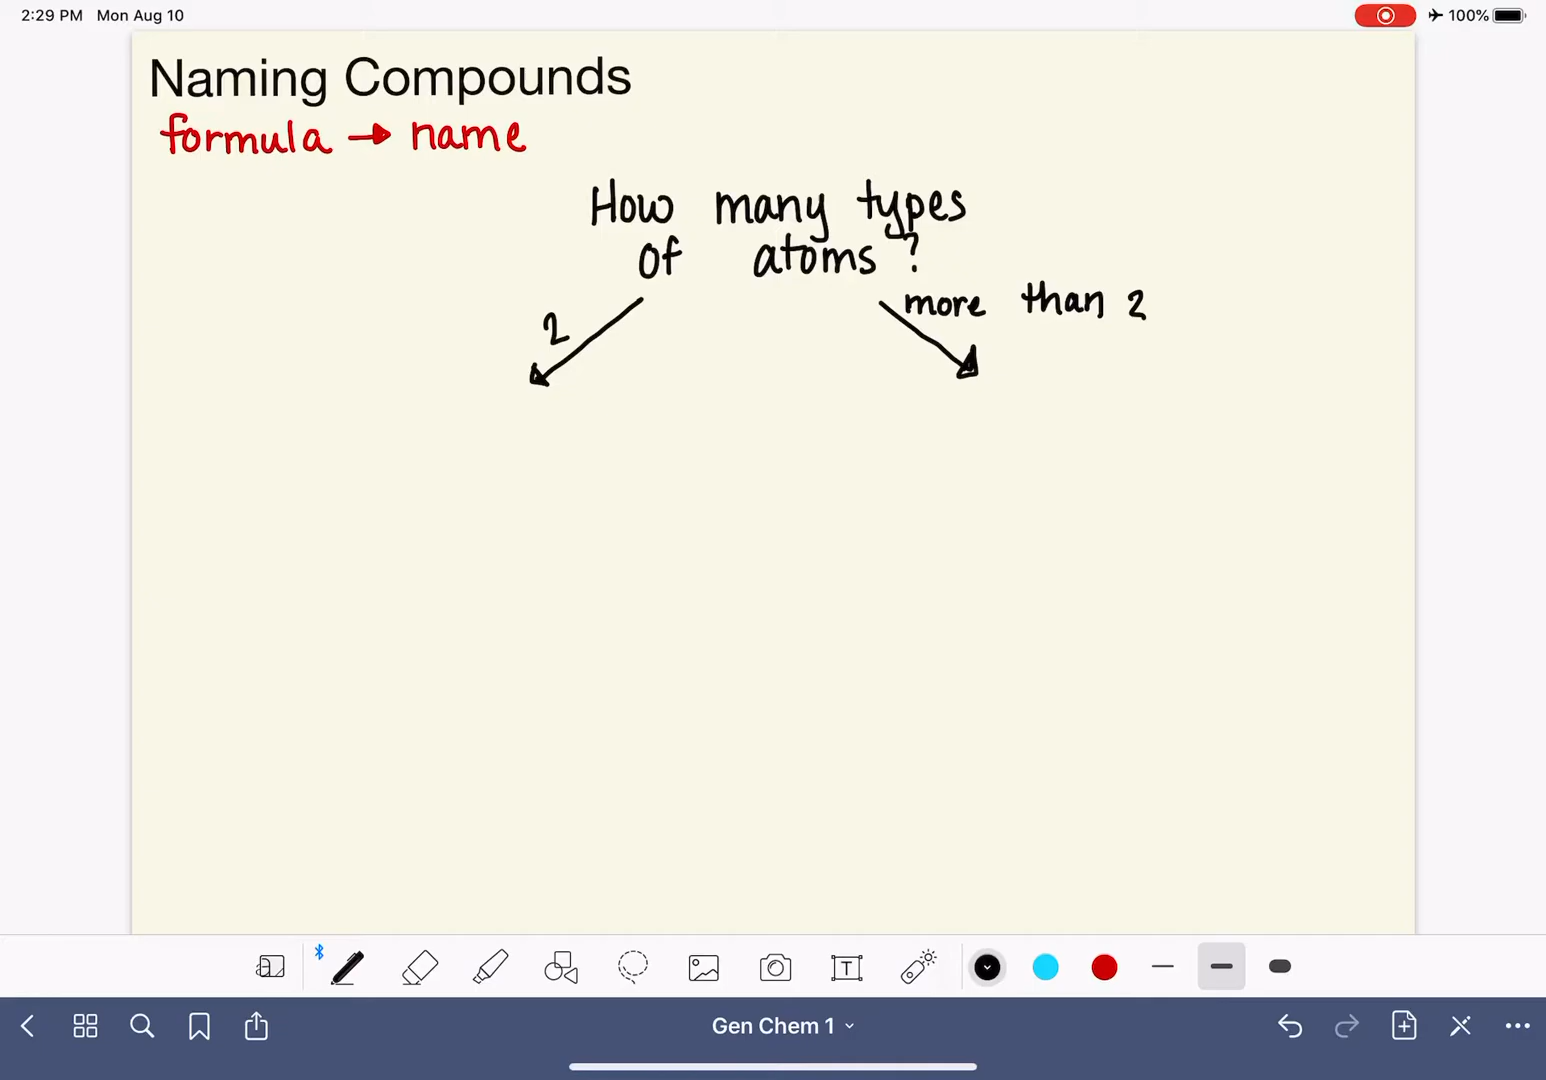 2:29 PM Mon Aug 10
100%
Naming Compounds
formula → name
How many types
of atoms?
more than 2
2
T
Gen Chem 1